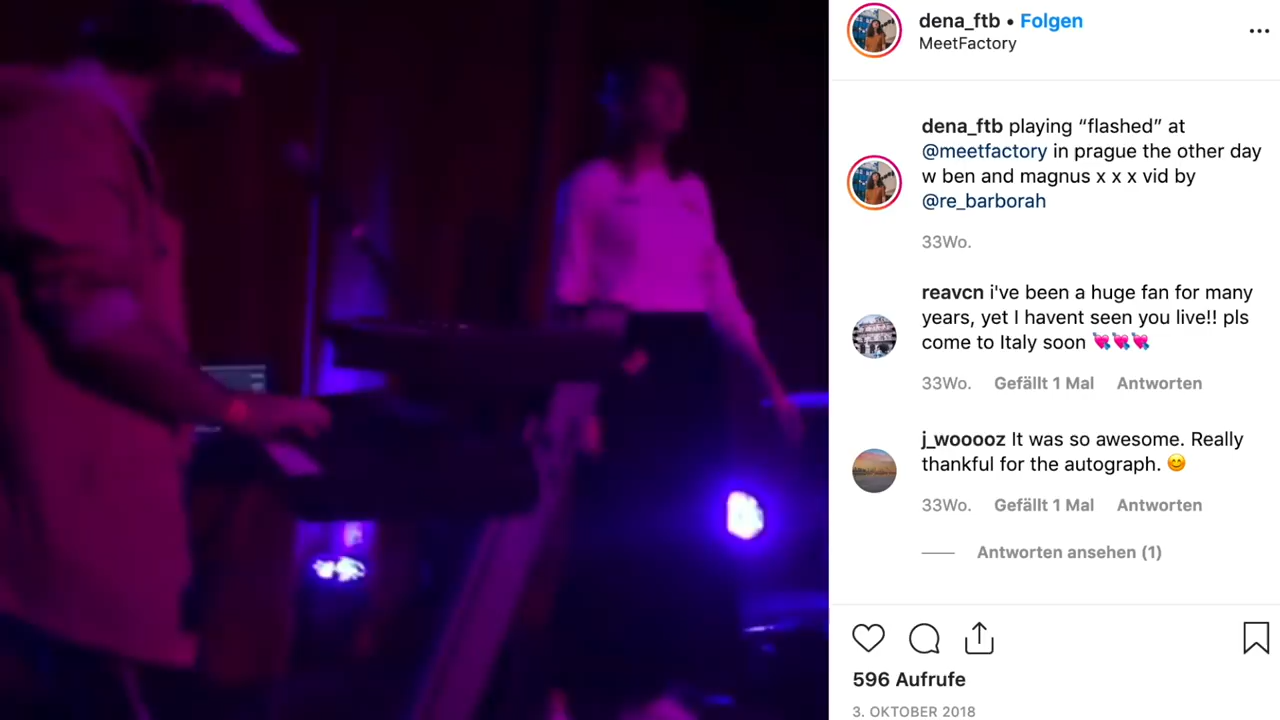 dena_ftb • Folgen
MeetFactory
dena_ftb playing “flashed” at
@meetfactory in prague the other day
w ben and magnus x x x vid by
@re_barborah
33Wo.
reavcn i've been a huge fan for many
years, yet I havent seen you live!! pls
come to Italy soon 💘💘💘
33Wo. Gefällt 1 Mal Antworten
j_wooooz It was so awesome. Really
thankful for the autograph. 😊
33Wo. Gefällt 1 Mal Antworten
Antworten ansehen (1)
596 Aufrufe
3. OKTOBER 2018